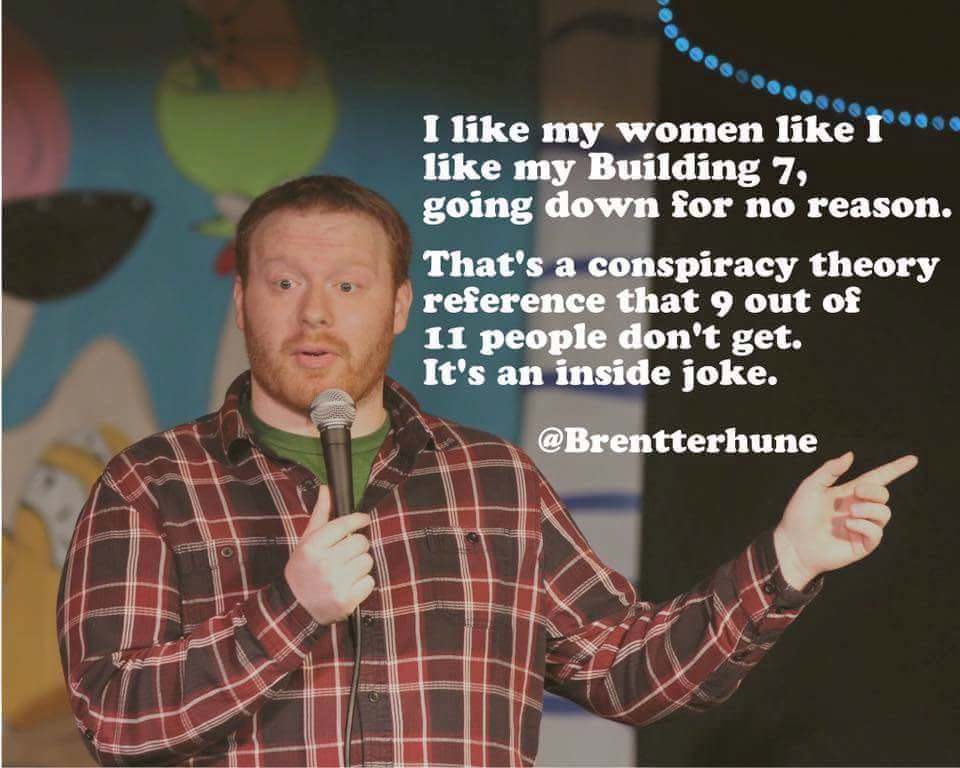 I like my women like I
like my Building 7,
going down for no reason.
That's a conspiracy theory
reference that 9 out of
11 people don't get.
It's an inside joke.
@Brentterhune